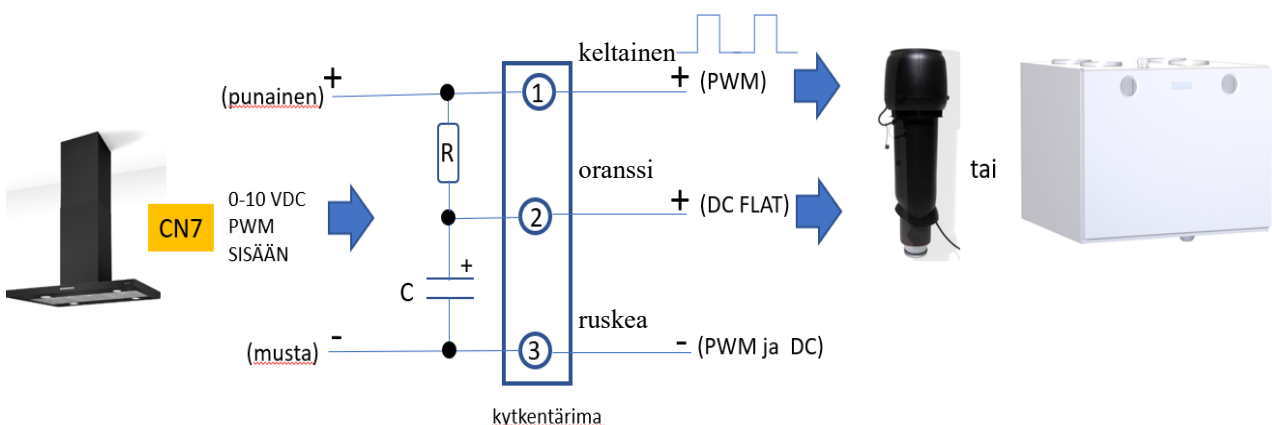 keltainen
(punainen) +
1
+ (PWM)
R
CN7
0-10 VDC
PWM
SISÄÄN
oranssi
2
+ (DC FLAT)
tai
+
C
ruskea
(musta) -
3
- (PWM ja DC)
kytkentärima